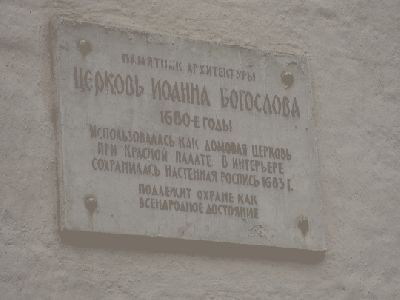 ПАМЯТНИК АРХИТЕКТУРЫ
ЦЕРКОВЬ ИОАННА БОГОСЛОВА
1680-Е ГОДЫ
ИСПОЛЬЗОВАЛАСЬ КАК ДОМОВАЯ ЦЕРКОВЬ
ПРИ КРАСНОЙ ПАЛАТЕ. В ИНТЕРЬЕРЕ
СОХРАНИЛАСЬ НАСТЕННАЯ РОСПИСЬ 1683 Г.
ПОДЛЕЖИТ ОХРАНЕ КАК
ВСЕНАРОДНОЕ ДОСТОЯНИЕ